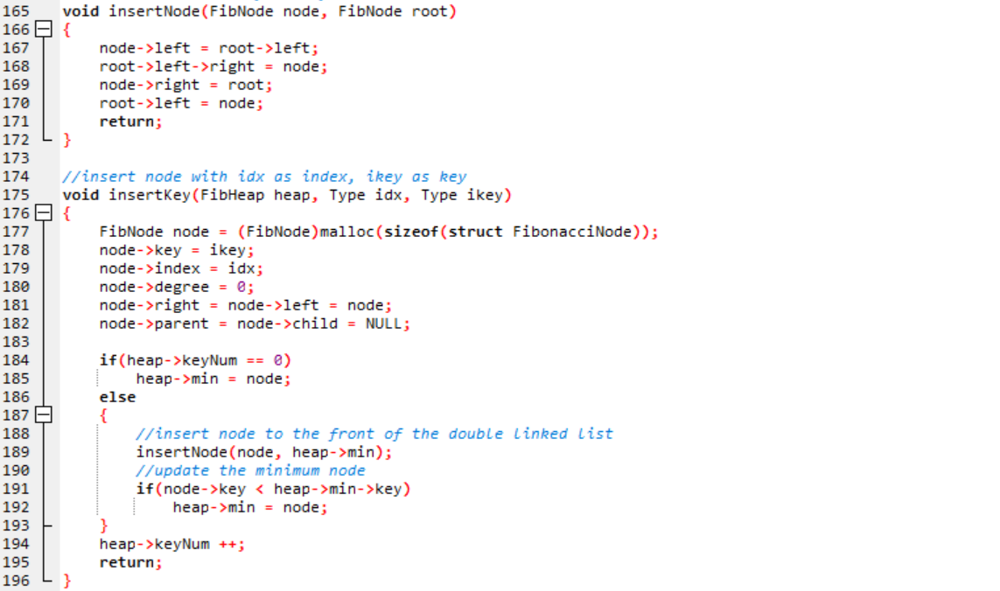 165 void insertNode(FibNode node, FibNode root)
166 {
167     node->left = root->left;
168     root->left->right = node;
169     node->right = root;
170     root->left = node;
171     return;
172 }
173
174 //insert node with idx as index, ikey as key
175 void insertKey(FibHeap heap, Type idx, Type ikey)
176 {
177     FibNode node = (FibNode)malloc(sizeof(struct FibonacciNode));
178     node->key = ikey;
179     node->index = idx;
180     node->degree = 0;
181     node->right = node->left = node;
182     node->parent = node->child = NULL;
183
184     if(heap->keyNum == 0)
185         heap->min = node;
186     else
187     {
188         //insert node to the front of the double linked list
189         insertNode(node, heap->min);
190         //update the minimum node
191         if(node->key < heap->min->key)
192             heap->min = node;
193     }
194     heap->keyNum ++;
195     return;
196 }